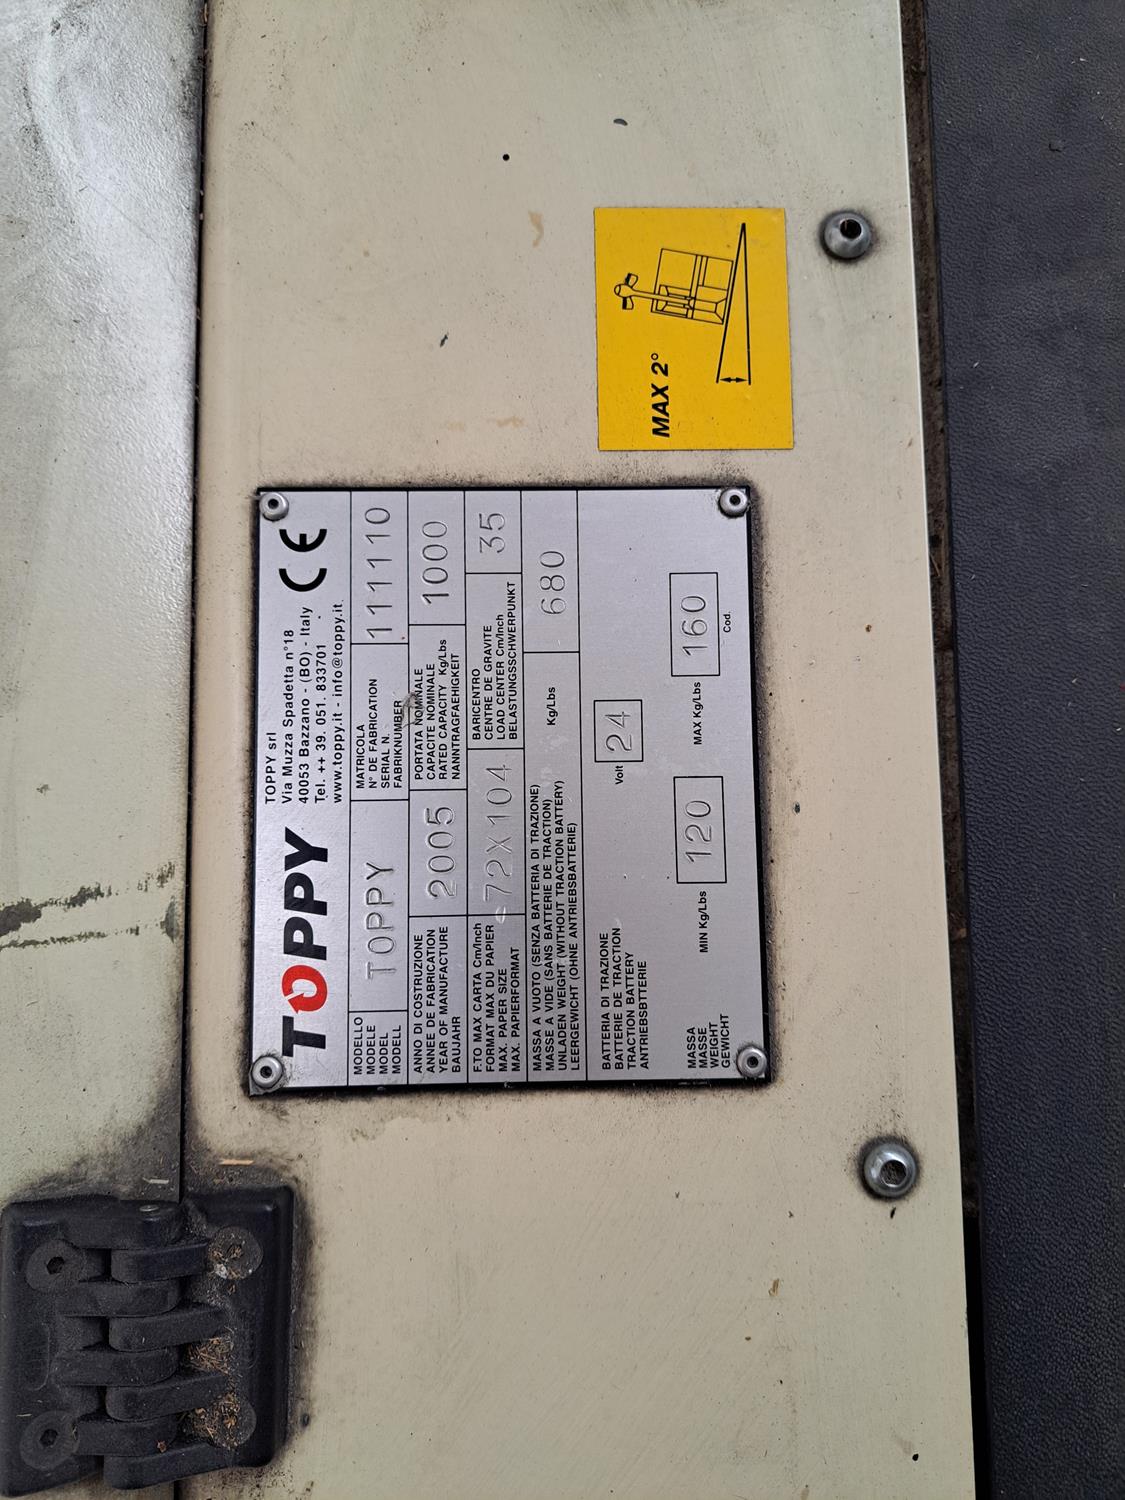 TOPPY
TOPPY srl
Via Muzza Spadetta n°18
40053 Bazzano - (BO) - Italy
Tel. ++ 39. 051. 833701
www.toppy.it - info@toppy.it
CE
MODELLO
MODELE
MODEL
MODELL
TOPPY
MATRICOLA
N° DE FABRICATION
SERIAL N.
FABRIKNUMBER
111110
ANNO DI COSTRUZIONE
ANNEE DE FABRICATION
YEAR OF MANUFACTURE
BAUJAHR
2005
PORTATA NOMINALE
CAPACITE NOMINALE
RATED CAPACITY Kg/Lbs
NANNTRAGFAEHIGKEIT
1000
F.TO MAX CARTA Cm/Inch
FORMAT MAX DU PAPIER
MAX. PAPER SIZE
MAX. PAPIERFORMAT
72X104
BARICENTRO
CENTRE DE GRAVITE
LOAD CENTER Cm/Inch
BELASTUNGSSCHWERPUNKT
35
MASSA A VUOTO (SENZA BATTERIA DI TRAZIONE)
MASSE A VIDE (SANS BATTERIE DE TRACTION)
UNLADEN WEIGHT (WITHOUT TRACTION BATTERY)
LEERGEWICHT (OHNE ANTRIEBSBATTERIE)
Kg/Lbs
680
BATTERIA DI TRAZIONE
BATTERIE DE TRACTION
TRACTION BATTERY
ANTRIEBSBTTERIE
Volt 24
MASSA
MASSE
WEIGHT
GEWICHT
MIN Kg/Lbs 120
MAX Kg/Lbs 160
Cod.
MAX 2°